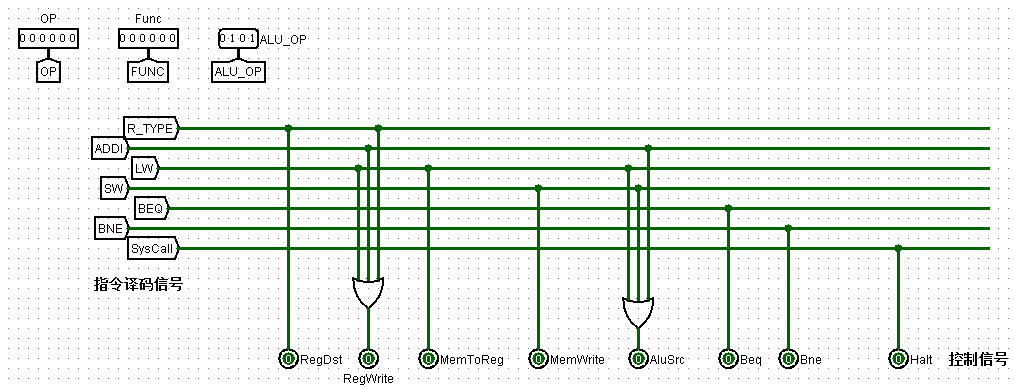 OP Func
000000 000000 0101 ALU_OP
OP FUNC ALU_OP
R_TYPE
ADDI
LW
SW
BEQ
BNE
SysCall
指令译码信号
0 RegDst 0 0 MemToReg 0 MemWrite 0 AluSrc 0 Beq 0 Bne 0 Halt 控制信号
RegWrite